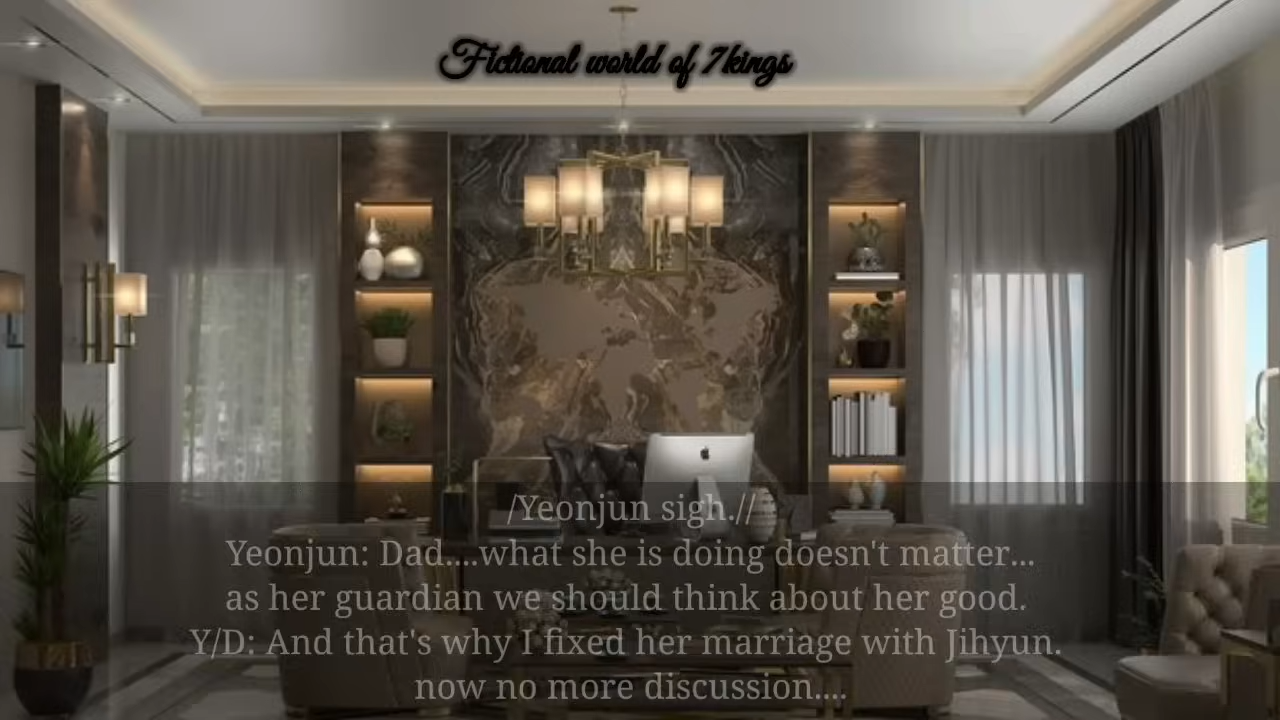 Fictional world of 7kings
/Yeonjun sigh.//
Yeonjun: Dad....what she is doing doesn't matter...
as her guardian we should think about her good.
Y/D: And that's why I fixed her marriage with Jihyun.
now no more discussion....